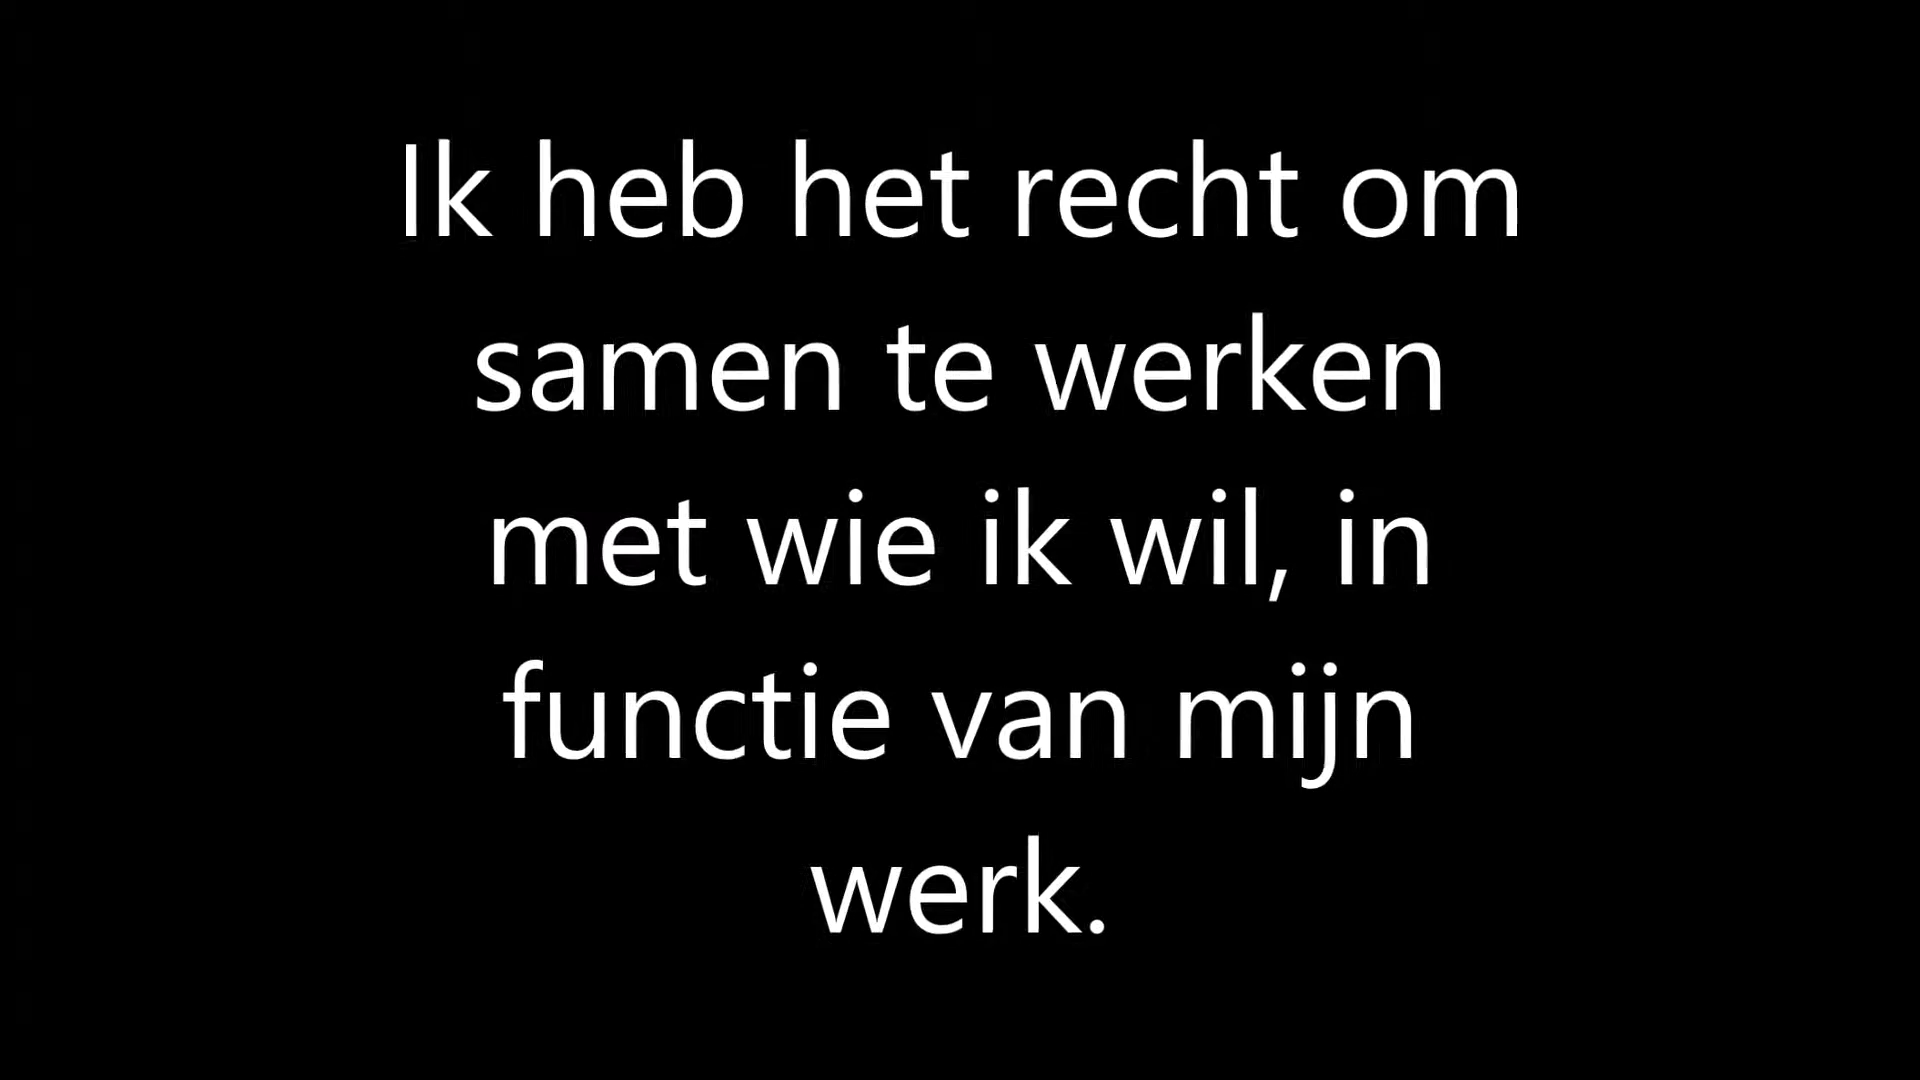 Ik heb het recht om
samen te werken
met wie ik wil, in
functie van mijn
werk.